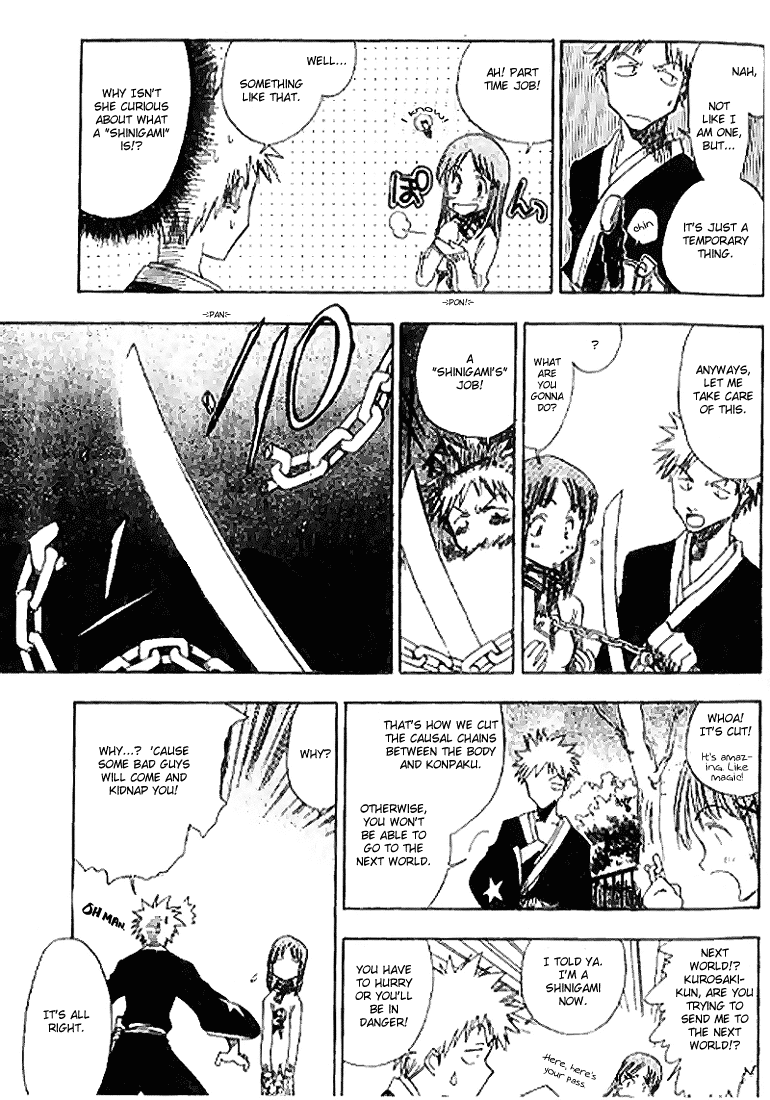 NAH,
NOT
LIKE I
AM ONE,
BUT...
IT'S JUST A
TEMPORARY
THING.
chin
AH! PART
TIME JOB!
I know!
ぽ
んっ
WELL...
SOMETHING
LIKE THAT.
WHY ISN'T
SHE CURIOUS
ABOUT WHAT
A "SHINIGAMI"
IS!?
-:PON!:-
-:PAN:-
ANYWAYS,
LET ME
TAKE CARE
OF THIS.
?
WHAT
ARE
YOU
GONNA
DO?
A
"SHINIGAMI'S"
JOB!
WHOA!
IT'S CUT!
It's amaz-
ing. Like
magic!
THAT'S HOW WE CUT
THE CAUSAL CHAINS
BETWEEN THE BODY
AND KONPAKU.
OTHERWISE,
YOU WON'T
BE ABLE TO
GO TO THE
NEXT WORLD.
NEXT
WORLD!?
KUROSAKI-
KUN, ARE YOU
TRYING TO
SEND ME TO
THE NEXT
WORLD!?
I TOLD YA.
I'M A
SHINIGAMI
NOW.
Here, here's
your pass.
YOU HAVE
TO HURRY
OR YOU'LL
BE IN
DANGER!
WHY?
WHY...? 'CAUSE
SOME BAD GUYS
WILL COME AND
KIDNAP YOU!
OH MAN.
IT'S ALL
RIGHT.